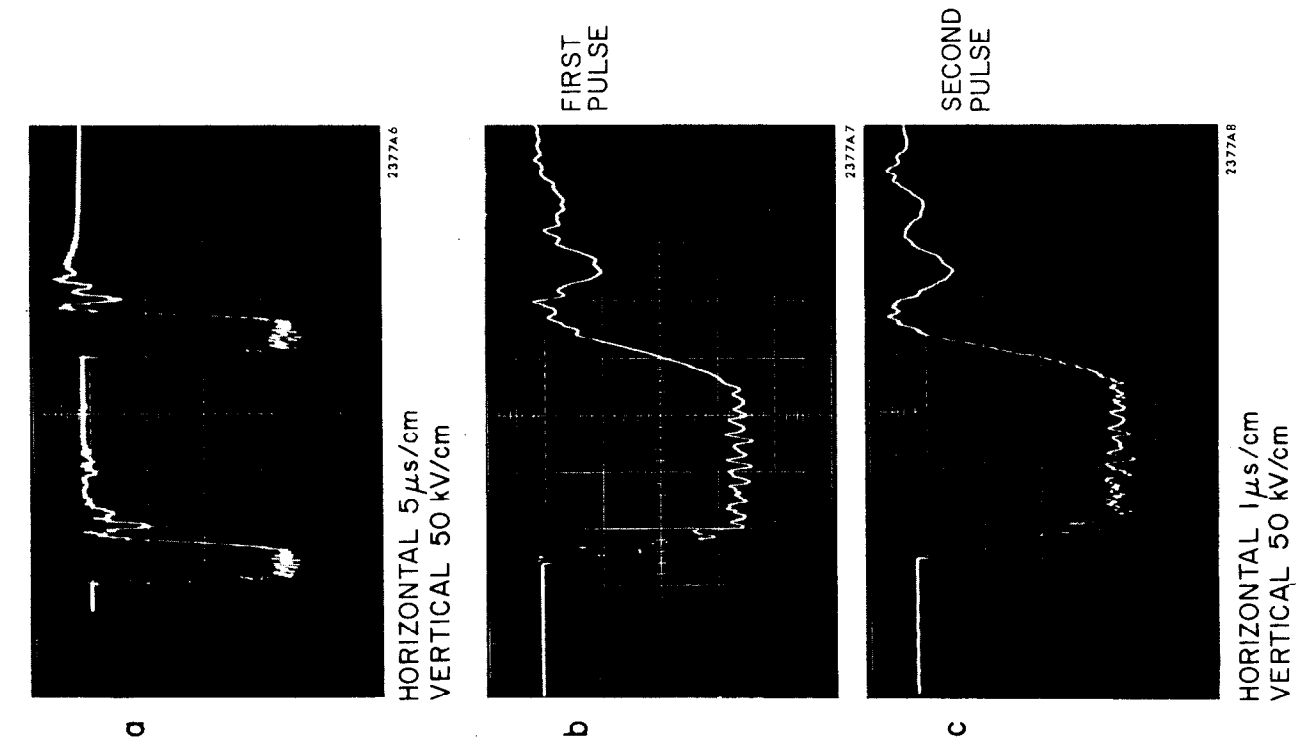 a
2377A6
HORIZONTAL 5 μs/cm
VERTICAL 50 kV/cm
b
FIRST
PULSE
2377A7
c
SECOND
PULSE
2377A8
HORIZONTAL 1 μs/cm
VERTICAL 50 kV/cm